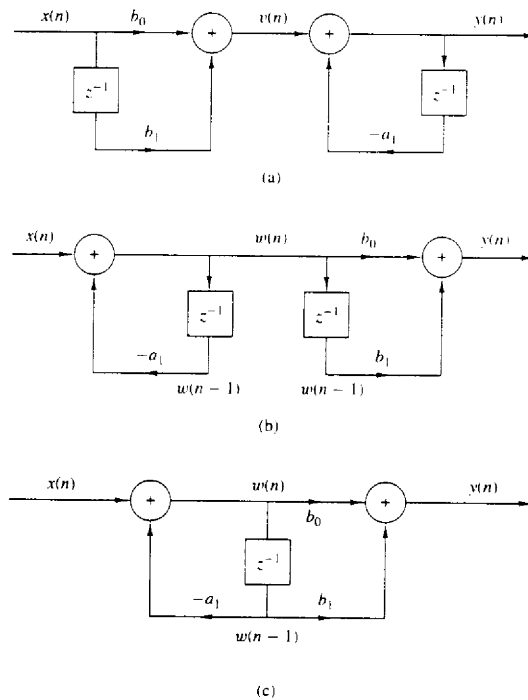 x(n) b₀ v(n) y(n)
+ +
z⁻¹ z⁻¹
b₁ −a₁
(a)
x(n) w(n) b₀ y(n)
+ +
z⁻¹ z⁻¹
−a₁ b₁
w(n − 1) w(n − 1)
(b)
x(n) w(n) y(n)
+ +
b₀
z⁻¹
−a₁ b₁
w(n − 1)
(c)